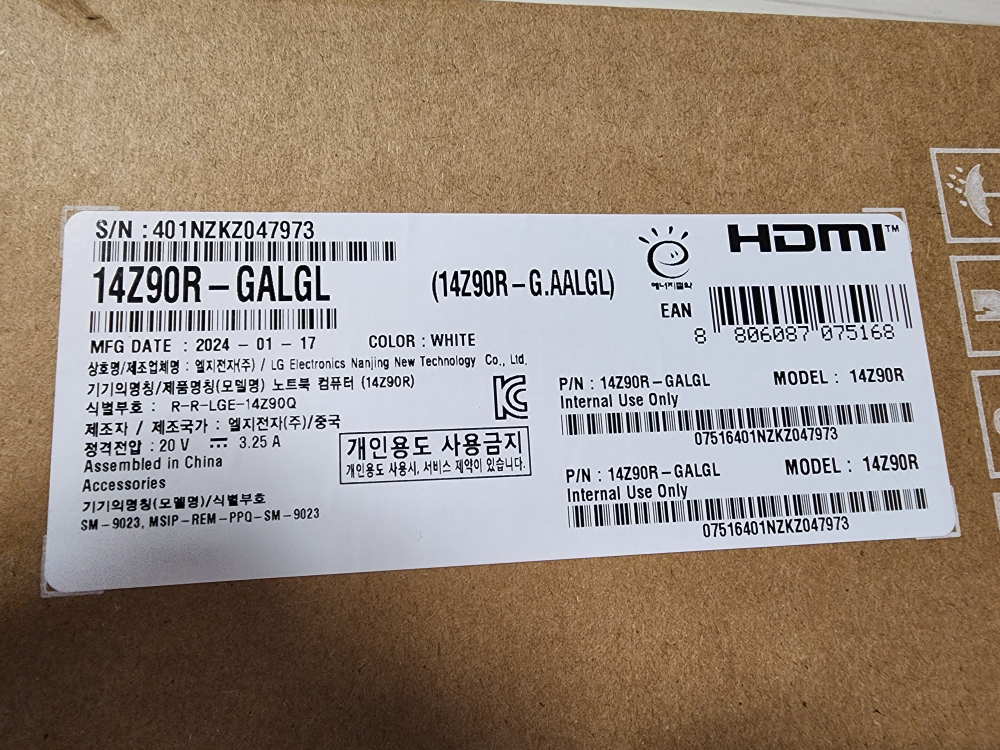 S/N : 401NZKZ047973
14Z90R – GALGL
(14Z90R – G.AALGL)
에너지절약
HDMI™
EAN
8 806087 075168
MFG DATE : 2024 – 01 – 17
COLOR : WHITE
상호명/제조업체명 : 엘지전자(주) / LG Electronics Nanjing New Technology Co., Ltd.
기기의명칭/제품명칭(모델명) 노트북 컴퓨터 (14Z90R)
식별부호 : R-R-LGE-14Z90Q
제조자 / 제조국가 : 엘지전자(주)/중국
정격전압 : 20 V ⎓ 3.25 A
Assembled in China
Accessories
기기의명칭(모델명)/식별부호
SM – 9023, MSIP-REM-PPQ-SM-9023
개인용도 사용금지
개인용도 사용시, 서비스 제약이 있습니다.
P/N : 14Z90R-GALGL MODEL : 14Z90R
Internal Use Only
07516401NZKZ047973
P/N : 14Z90R-GALGL MODEL : 14Z90R
Internal Use Only
07516401NZKZ047973